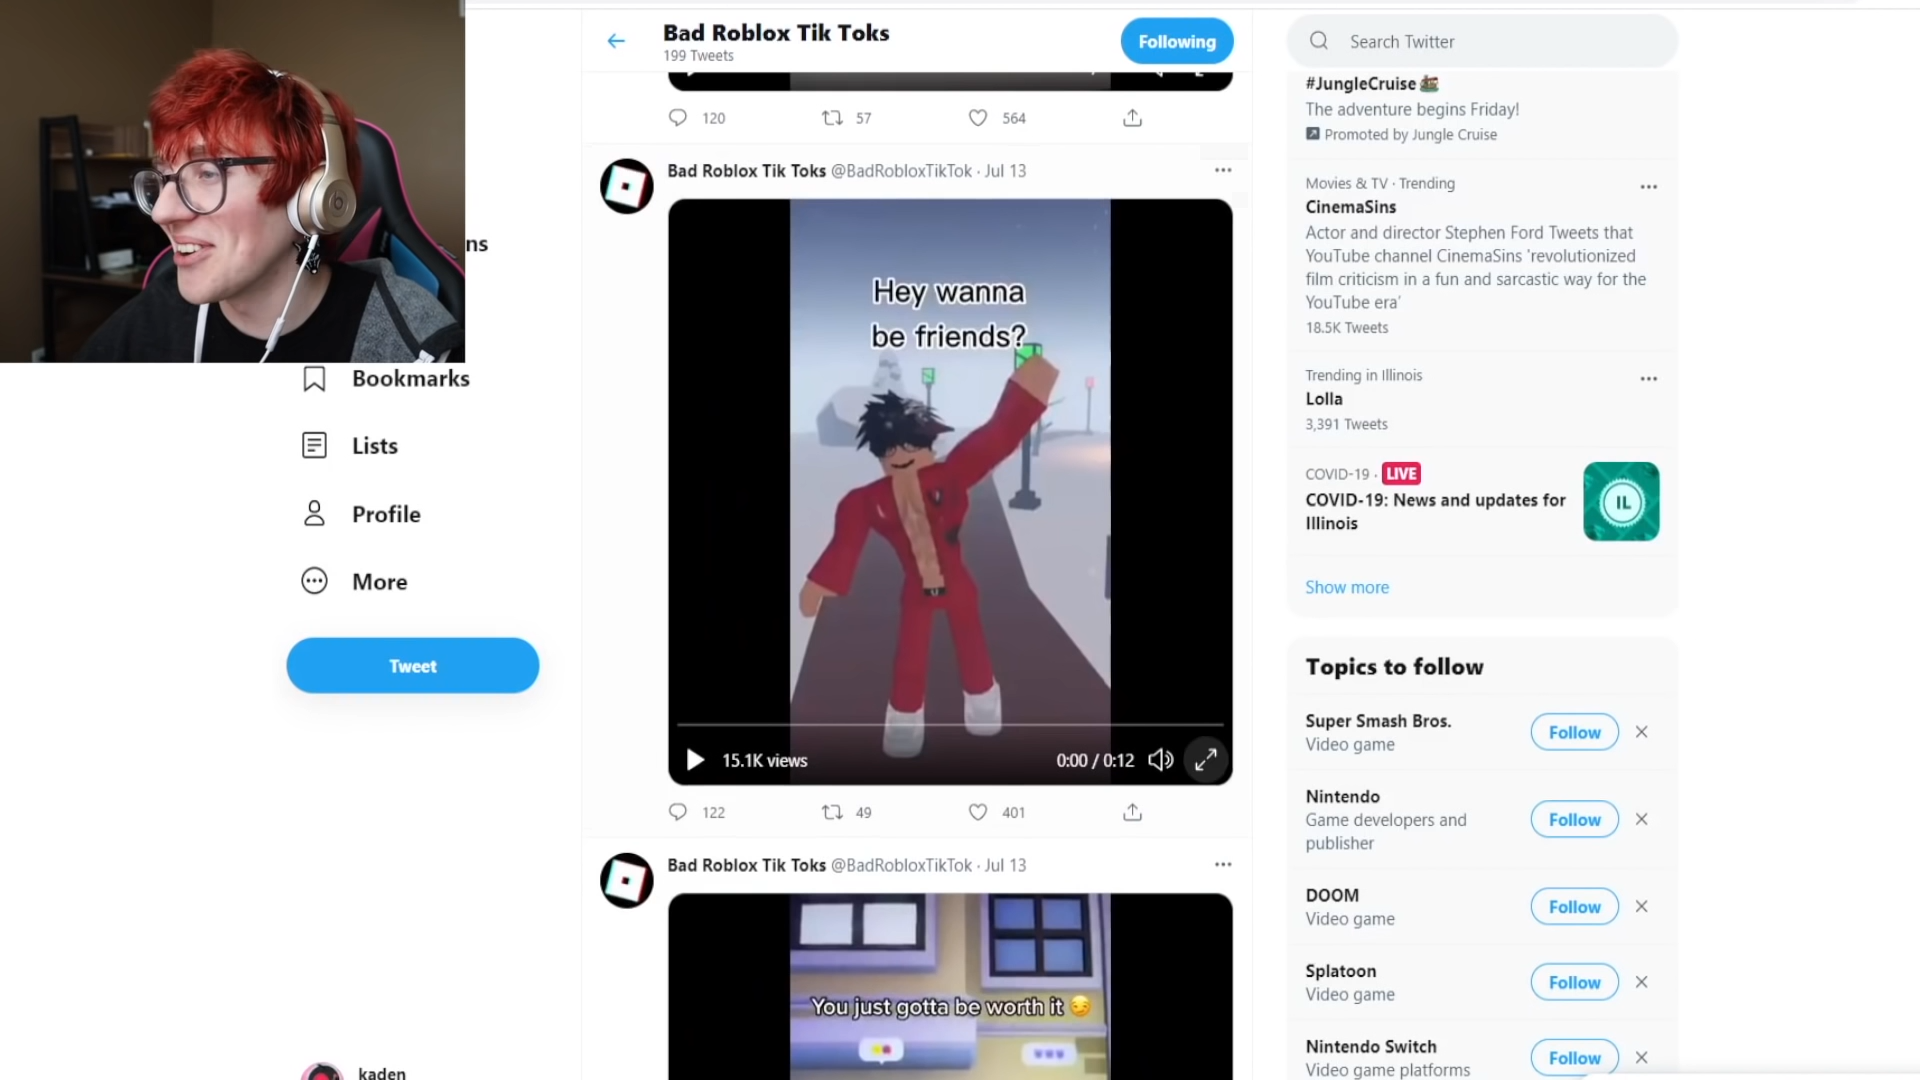 Bad Roblox Tik Toks
199 Tweets
Following
Search Twitter
120
57
564
Bad Roblox Tik Toks @BadRobloxTikTok · Jul 13
Hey wanna
be friends?
15.1K views
0:00 / 0:12
122
49
401
Bad Roblox Tik Toks @BadRobloxTikTok · Jul 13
You just gotta be worth it 😏
ns
Bookmarks
Lists
Profile
More
Tweet
kaden
#JungleCruise
The adventure begins Friday!
Promoted by Jungle Cruise
Movies & TV · Trending
CinemaSins
Actor and director Stephen Ford Tweets that
YouTube channel CinemaSins 'revolutionized
film criticism in a fun and sarcastic way for the
YouTube era'
18.5K Tweets
Trending in Illinois
Lolla
3,391 Tweets
COVID-19 · LIVE
COVID-19: News and updates for
Illinois
IL
Show more
Topics to follow
Super Smash Bros.
Video game
Follow
Nintendo
Game developers and
publisher
Follow
DOOM
Video game
Follow
Splatoon
Video game
Follow
Nintendo Switch
Video game platforms
Follow